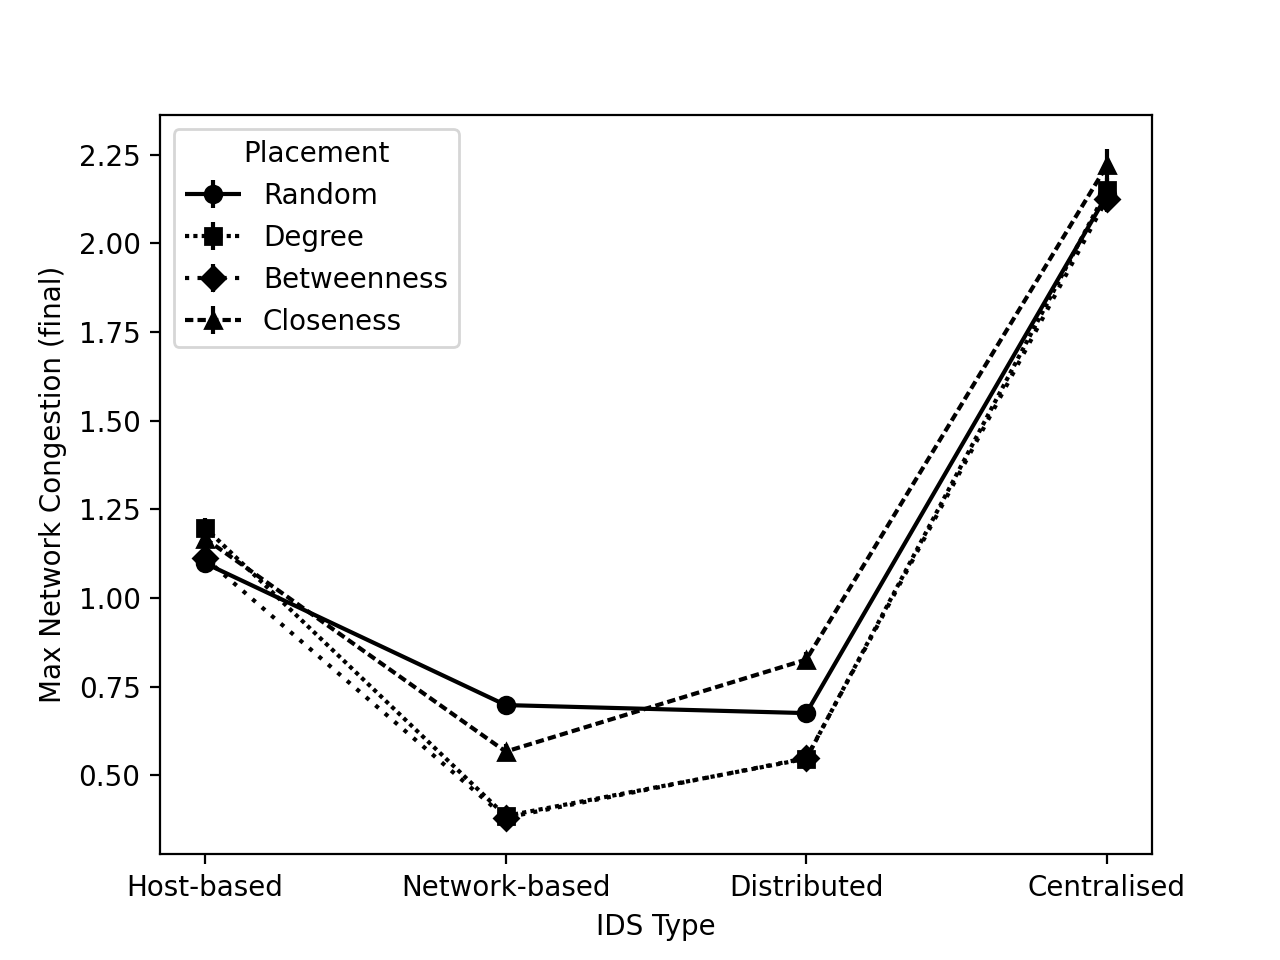 Placement
Random
Degree
Betweenness
Closeness
Max Network Congestion (final)
2.25
2.00
1.75
1.50
1.25
1.00
0.75
0.50
Host-based
Network-based
Distributed
Centralised
IDS Type